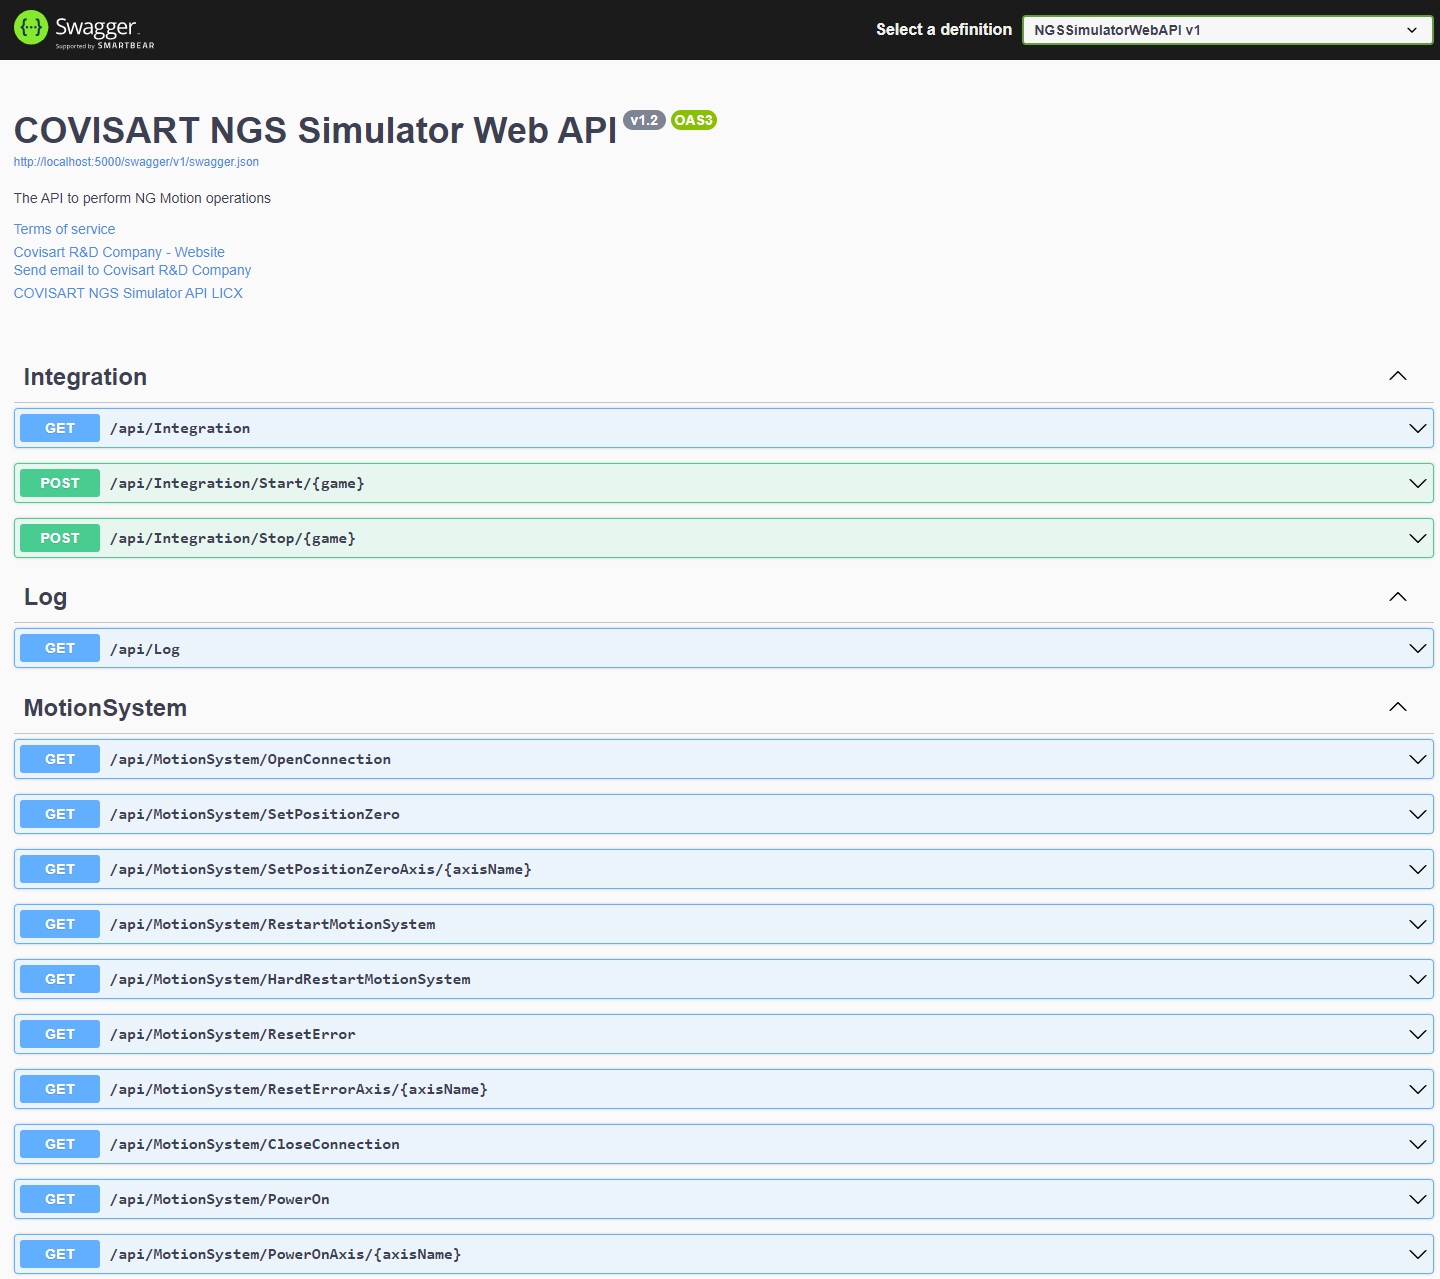 Swagger
Supported by SMARTBEAR
Select a definition
NGSSimulatorWebAPI v1
COVISART NGS Simulator Web API v1.2 OAS3
http://localhost:5000/swagger/v1/swagger.json
The API to perform NG Motion operations
Terms of service
Covisart R&D Company - Website
Send email to Covisart R&D Company
COVISART NGS Simulator API LICX
Integration
GET /api/Integration
POST /api/Integration/Start/{game}
POST /api/Integration/Stop/{game}
Log
GET /api/Log
MotionSystem
GET /api/MotionSystem/OpenConnection
GET /api/MotionSystem/SetPositionZero
GET /api/MotionSystem/SetPositionZeroAxis/{axisName}
GET /api/MotionSystem/RestartMotionSystem
GET /api/MotionSystem/HardRestartMotionSystem
GET /api/MotionSystem/ResetError
GET /api/MotionSystem/ResetErrorAxis/{axisName}
GET /api/MotionSystem/CloseConnection
GET /api/MotionSystem/PowerOn
GET /api/MotionSystem/PowerOnAxis/{axisName}